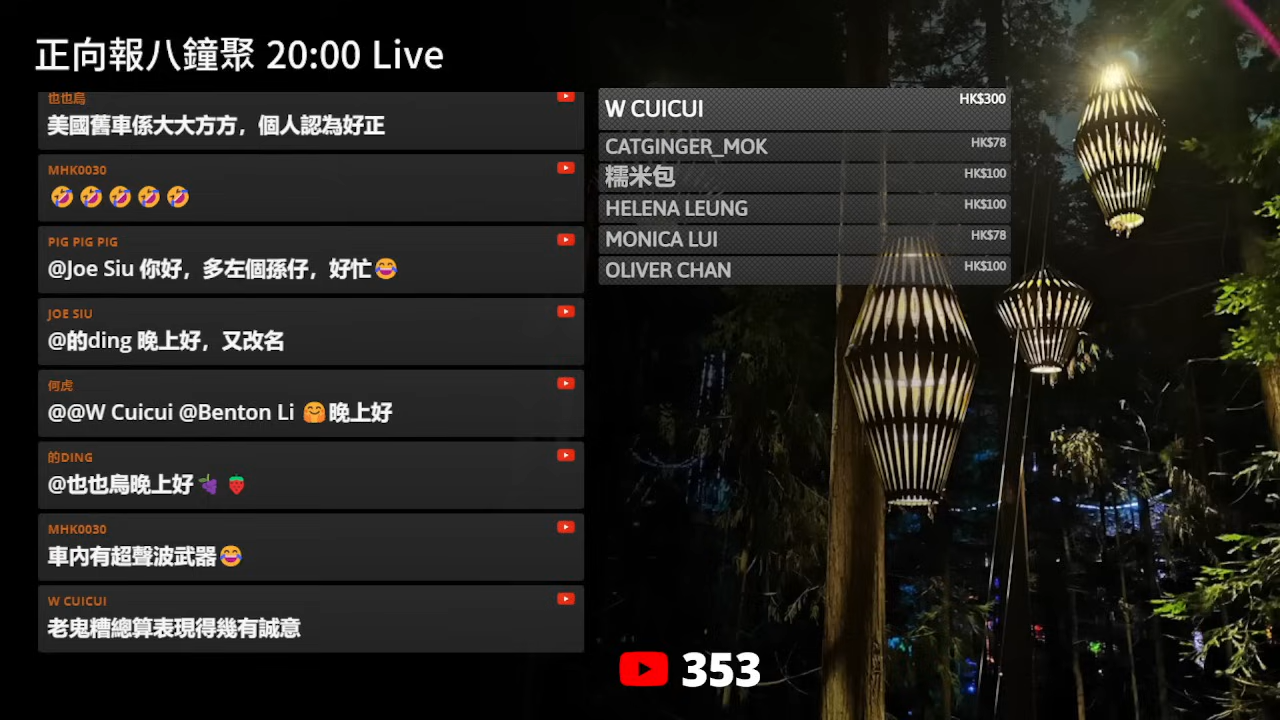 正向報八鐘聚 20:00 Live
也也鳥
美國舊車係大大方方，個人認為好正
MHK0030
🤣🤣🤣🤣🤣
PIG PIG PIG
@Joe Siu 你好，多左個孫仔，好忙😂
JOE SIU
@的ding 晚上好，又改名
何虎
@@W Cuicui @Benton Li 🤗晚上好
的DING
@也也鳥晚上好🍇🍓
MHK0030
車內有超聲波武器😂
W CUICUI
老鬼糟總算表現得幾有誠意
W CUICUI HK$300
CATGINGER_MOK HK$78
糯米包 HK$100
HELENA LEUNG HK$100
MONICA LUI HK$78
OLIVER CHAN HK$100
353